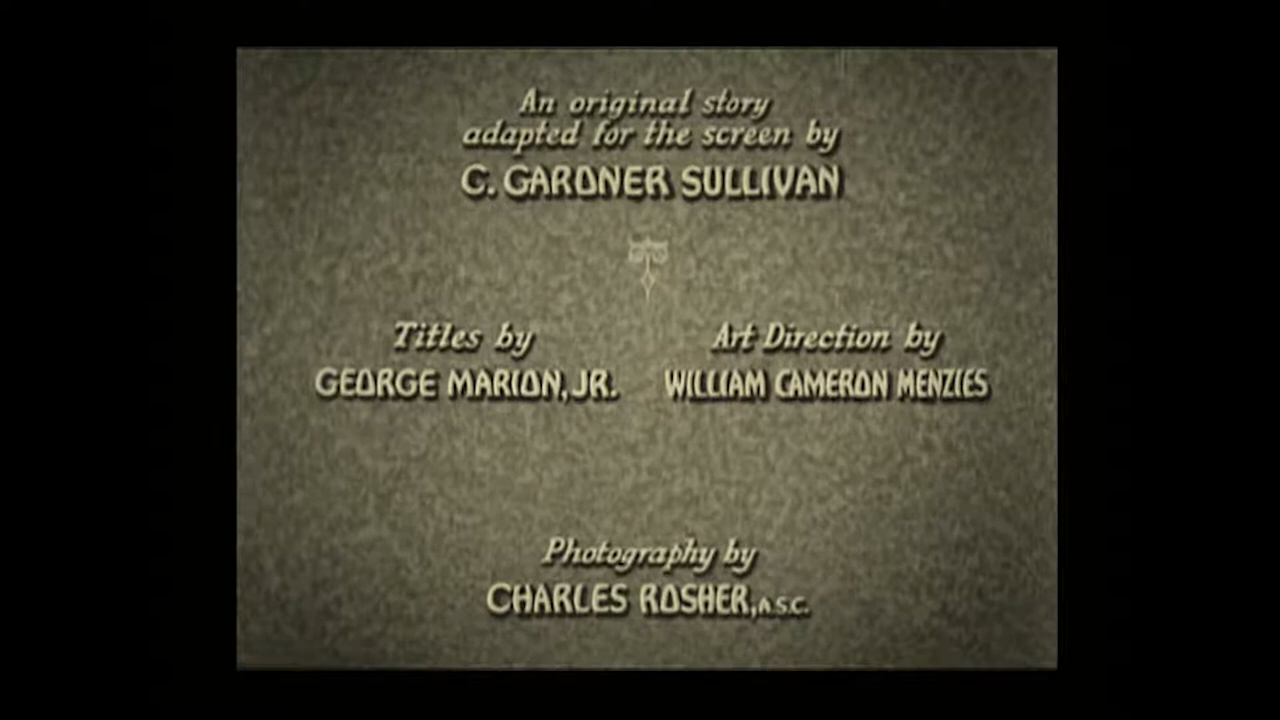 An original story
adapted for the screen by
C. GARDNER SULLIVAN
Titles by
GEORGE MARION, JR.
Art Direction by
WILLIAM CAMERON MENZIES
Photography by
CHARLES ROSHER, A.S.C.